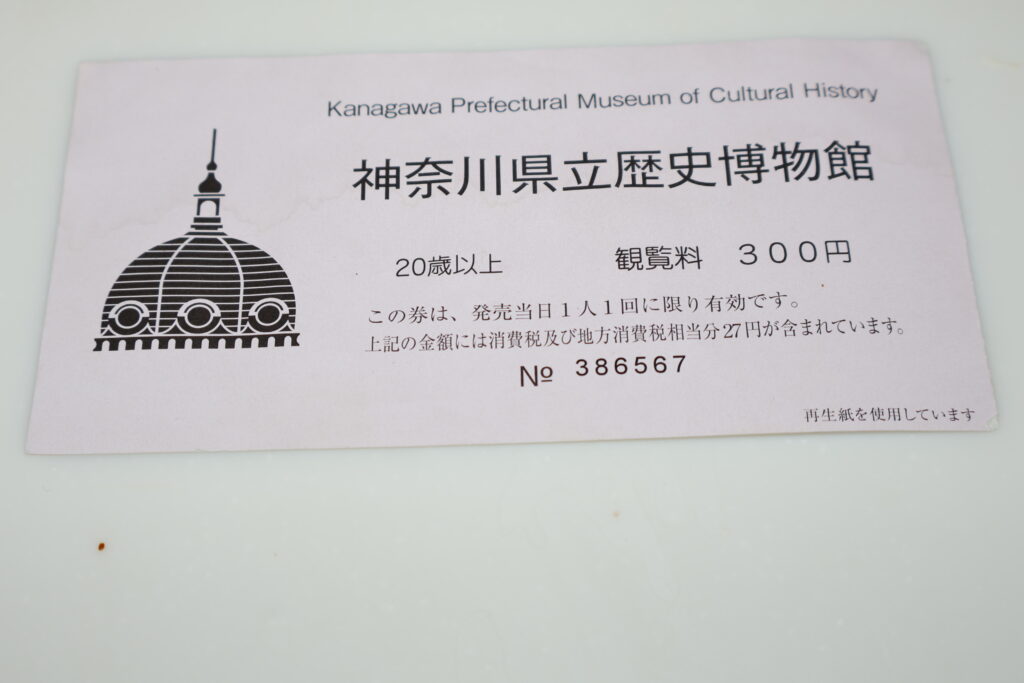 Kanagawa Prefectural Museum of Cultural History
神奈川県立歴史博物館
20歳以上 観覧料 300円
この券は、発売当日1人1回に限り有効です。
上記の金額には消費税及び地方消費税相当分27円が含まれています。
№ 386567
再生紙を使用しています